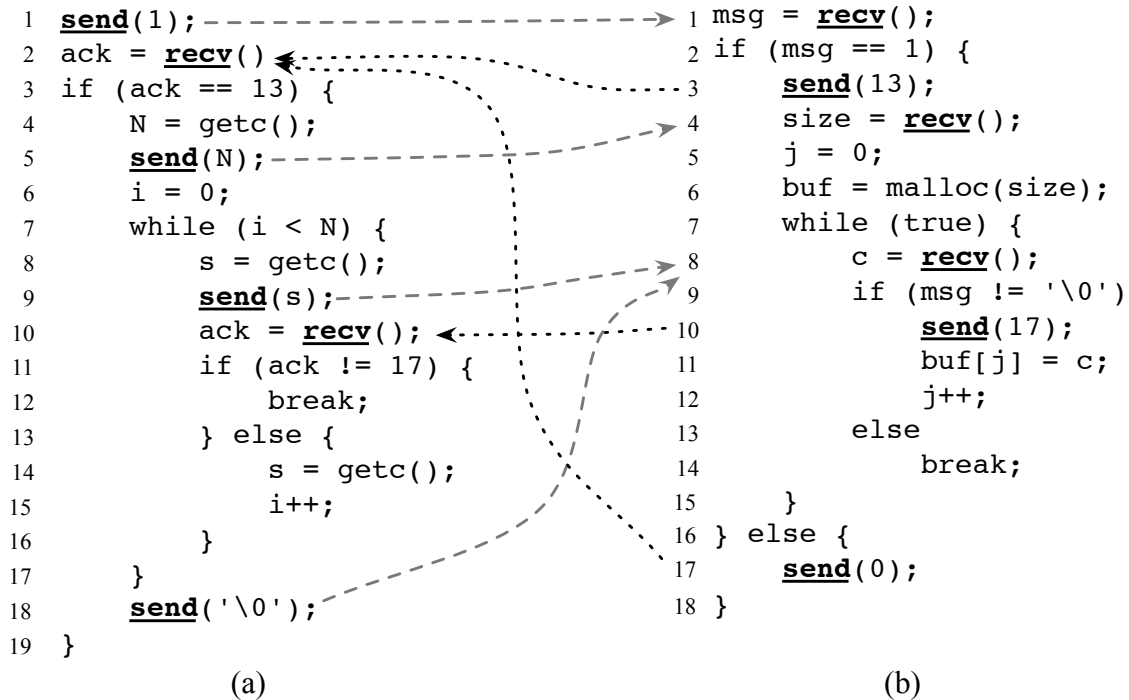 1 send(1);
2 ack = recv()
3 if (ack == 13) {
4 N = getc();
5 send(N);
6 i = 0;
7 while (i < N) {
8 s = getc();
9 send(s);
10 ack = recv();
11 if (ack != 17) {
12 break;
13 } else {
14 s = getc();
15 i++;
16 }
17 }
18 send('\0');
19 }
(a)
1 msg = recv();
2 if (msg == 1) {
3 send(13);
4 size = recv();
5 j = 0;
6 buf = malloc(size);
7 while (true) {
8 c = recv();
9 if (msg != '\0')
10 send(17);
11 buf[j] = c;
12 j++;
13 else
14 break;
15 }
16 } else {
17 send(0);
18 }
(b)